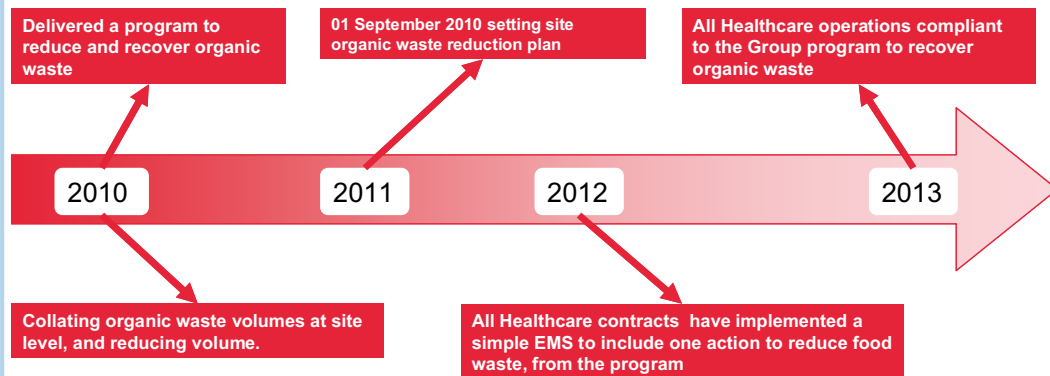 Delivered a program to
reduce and recover organic
waste
01 September 2010 setting site
organic waste reduction plan
All Healthcare operations compliant
to the Group program to recover
organic waste
2010
2011
2012
2013
Collating organic waste volumes at site
level, and reducing volume.
All Healthcare contracts  have implemented a
simple EMS to include one action to reduce food
waste, from the program